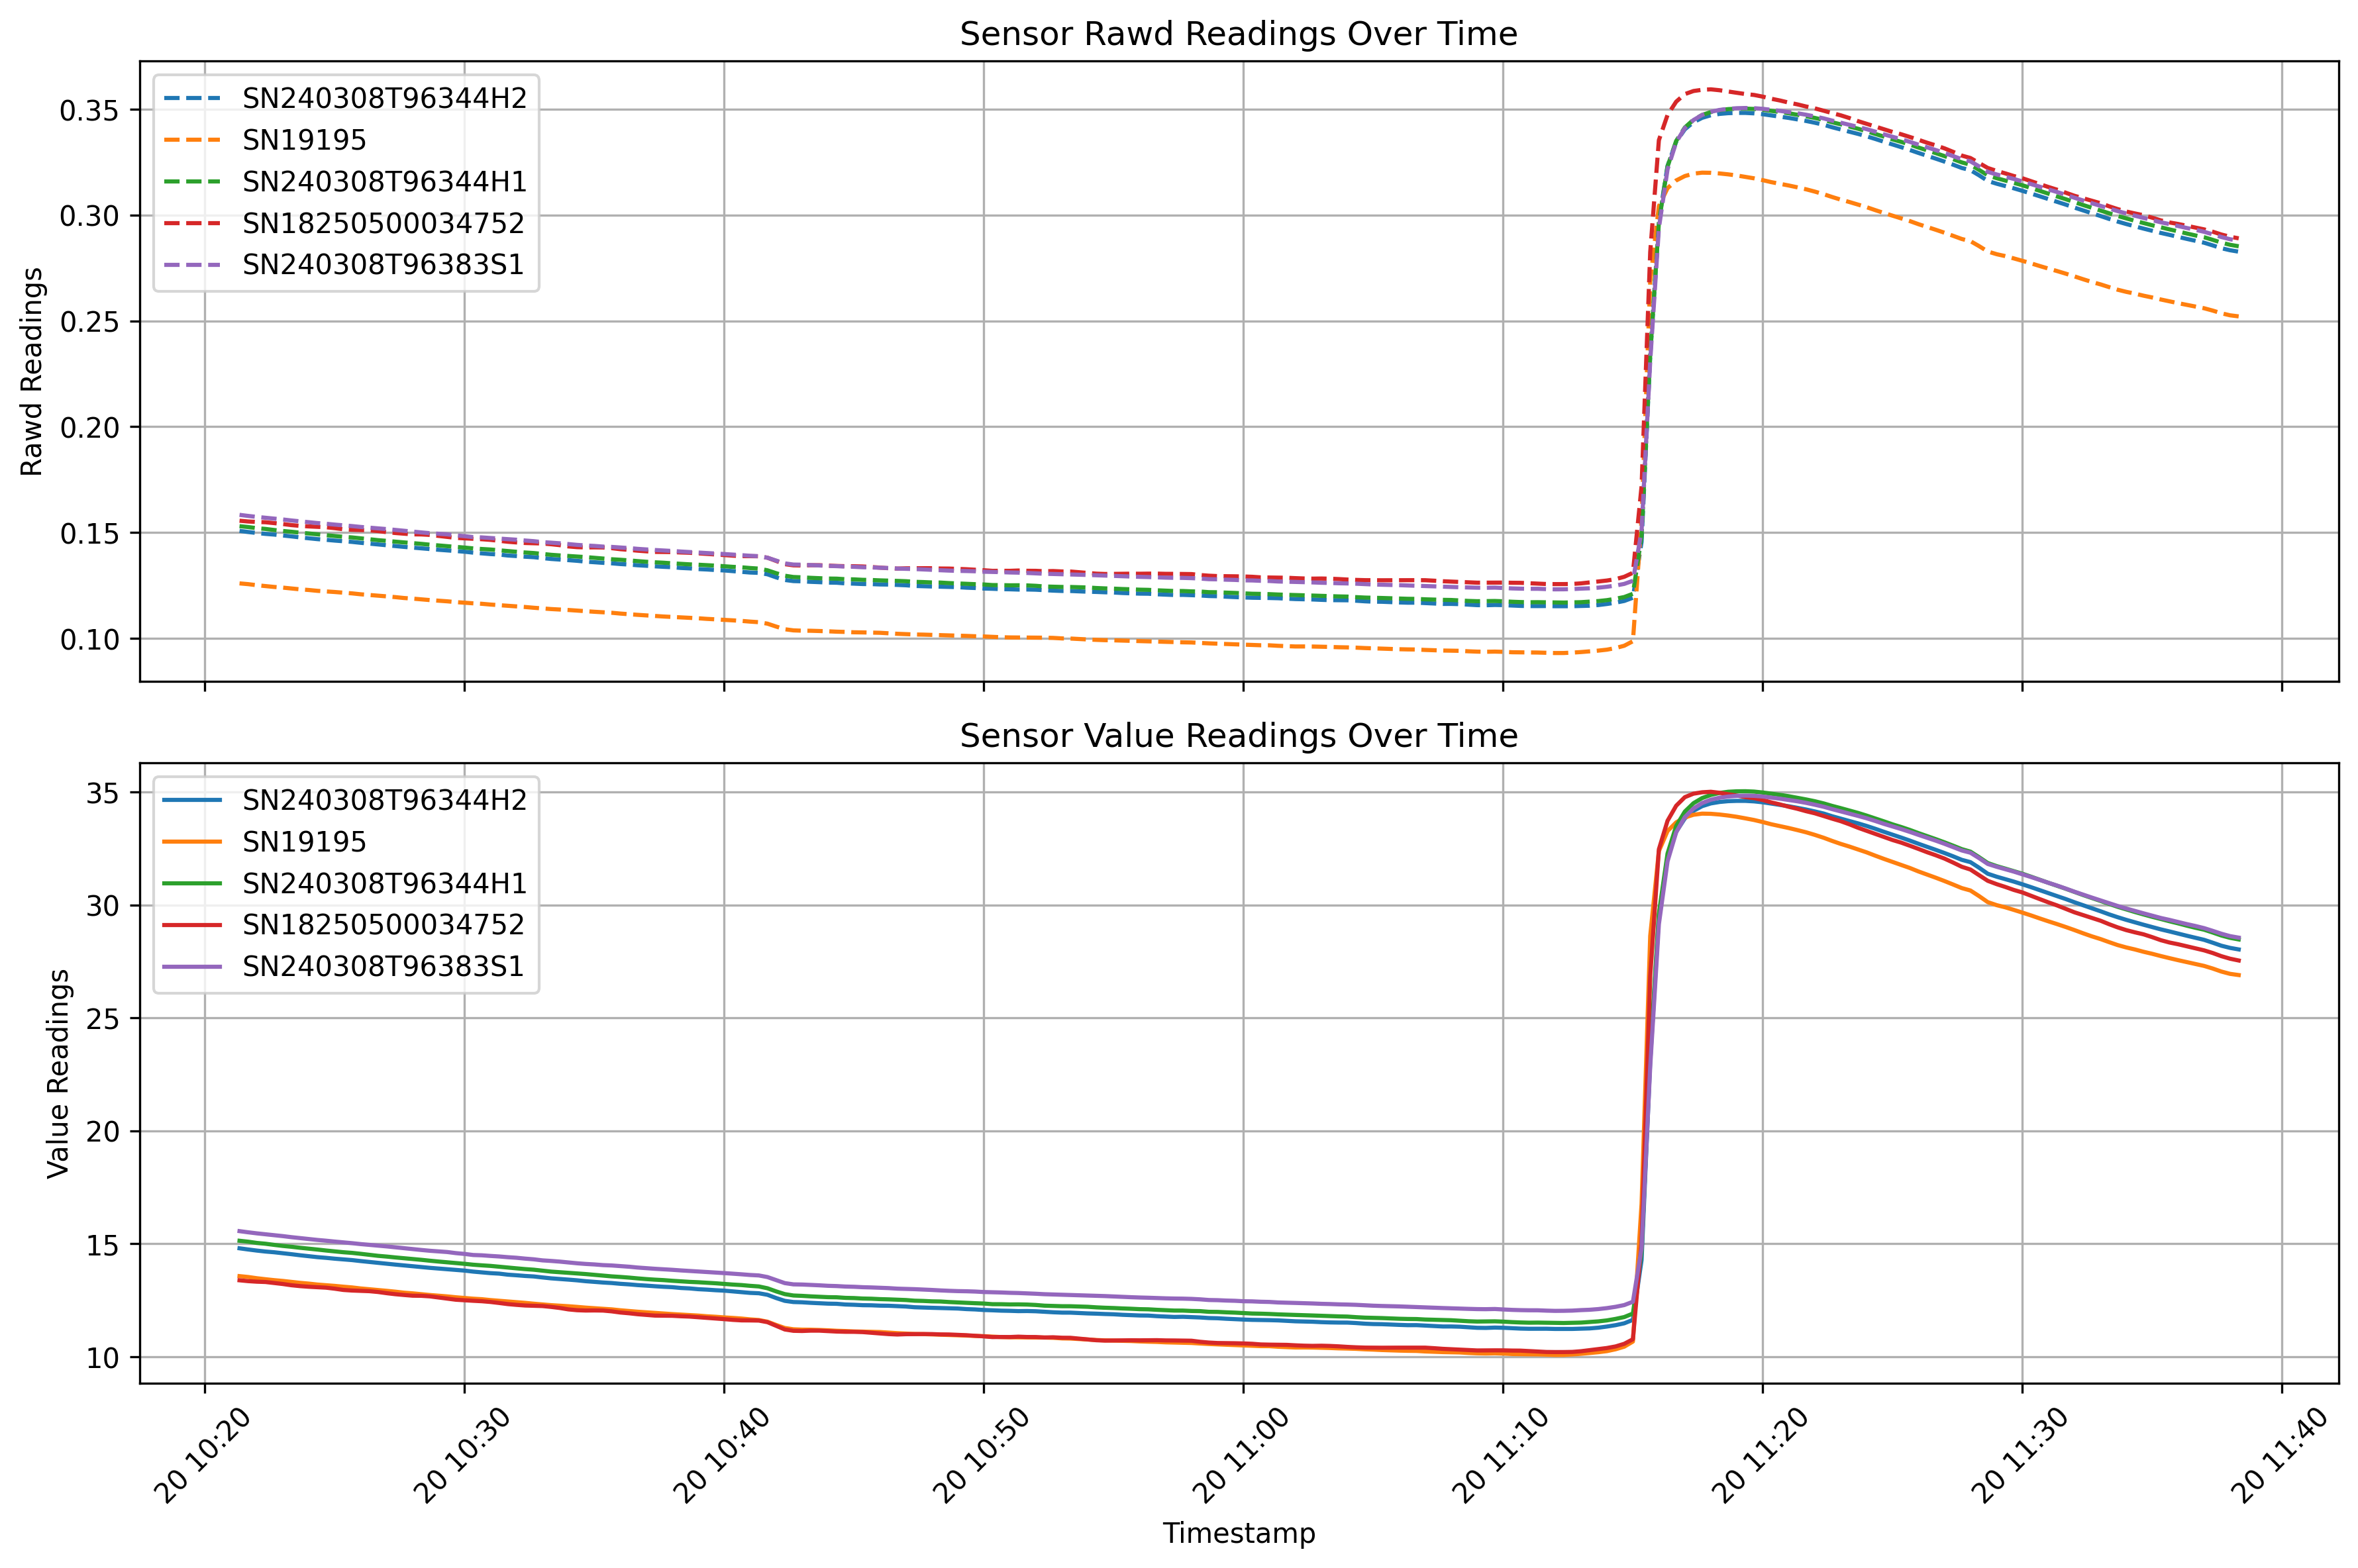 Sensor Rawd Readings Over Time
Rawd Readings
0.35
0.30
0.25
0.20
0.15
0.10
SN240308T96344H2
SN19195
SN240308T96344H1
SN18250500034752
SN240308T96383S1
Sensor Value Readings Over Time
Value Readings
35
30
25
20
15
10
SN240308T96344H2
SN19195
SN240308T96344H1
SN18250500034752
SN240308T96383S1
20 10:20
20 10:30
20 10:40
20 10:50
20 11:00
20 11:10
20 11:20
20 11:30
20 11:40
Timestamp